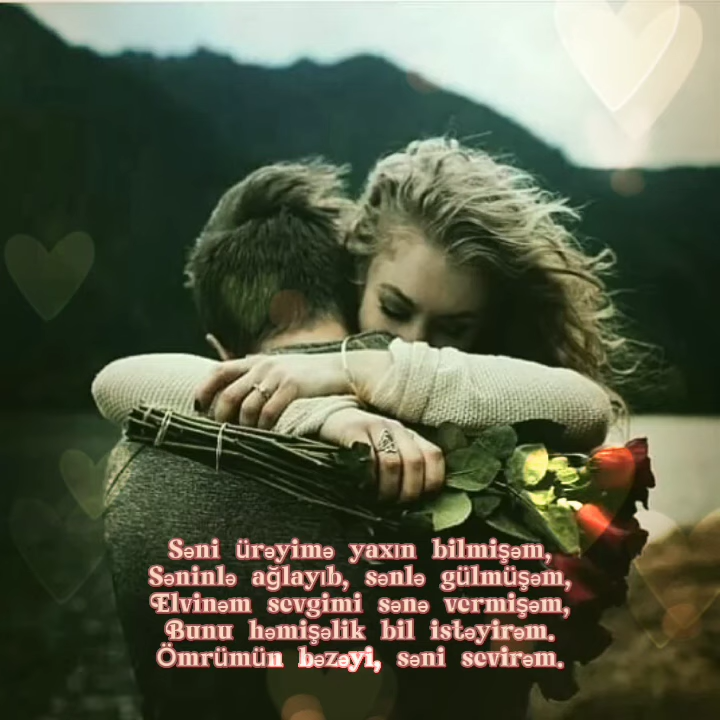 Səni ürəyimə yaxın bilmişəm,
Səninlə ağlayıb, sənlə gülmüşəm,
Elvinəm sevgimi sənə vermişəm,
Bunu həmişəlik bil istəyirəm.
Ömrümün bəzəyi, səni sevirəm.